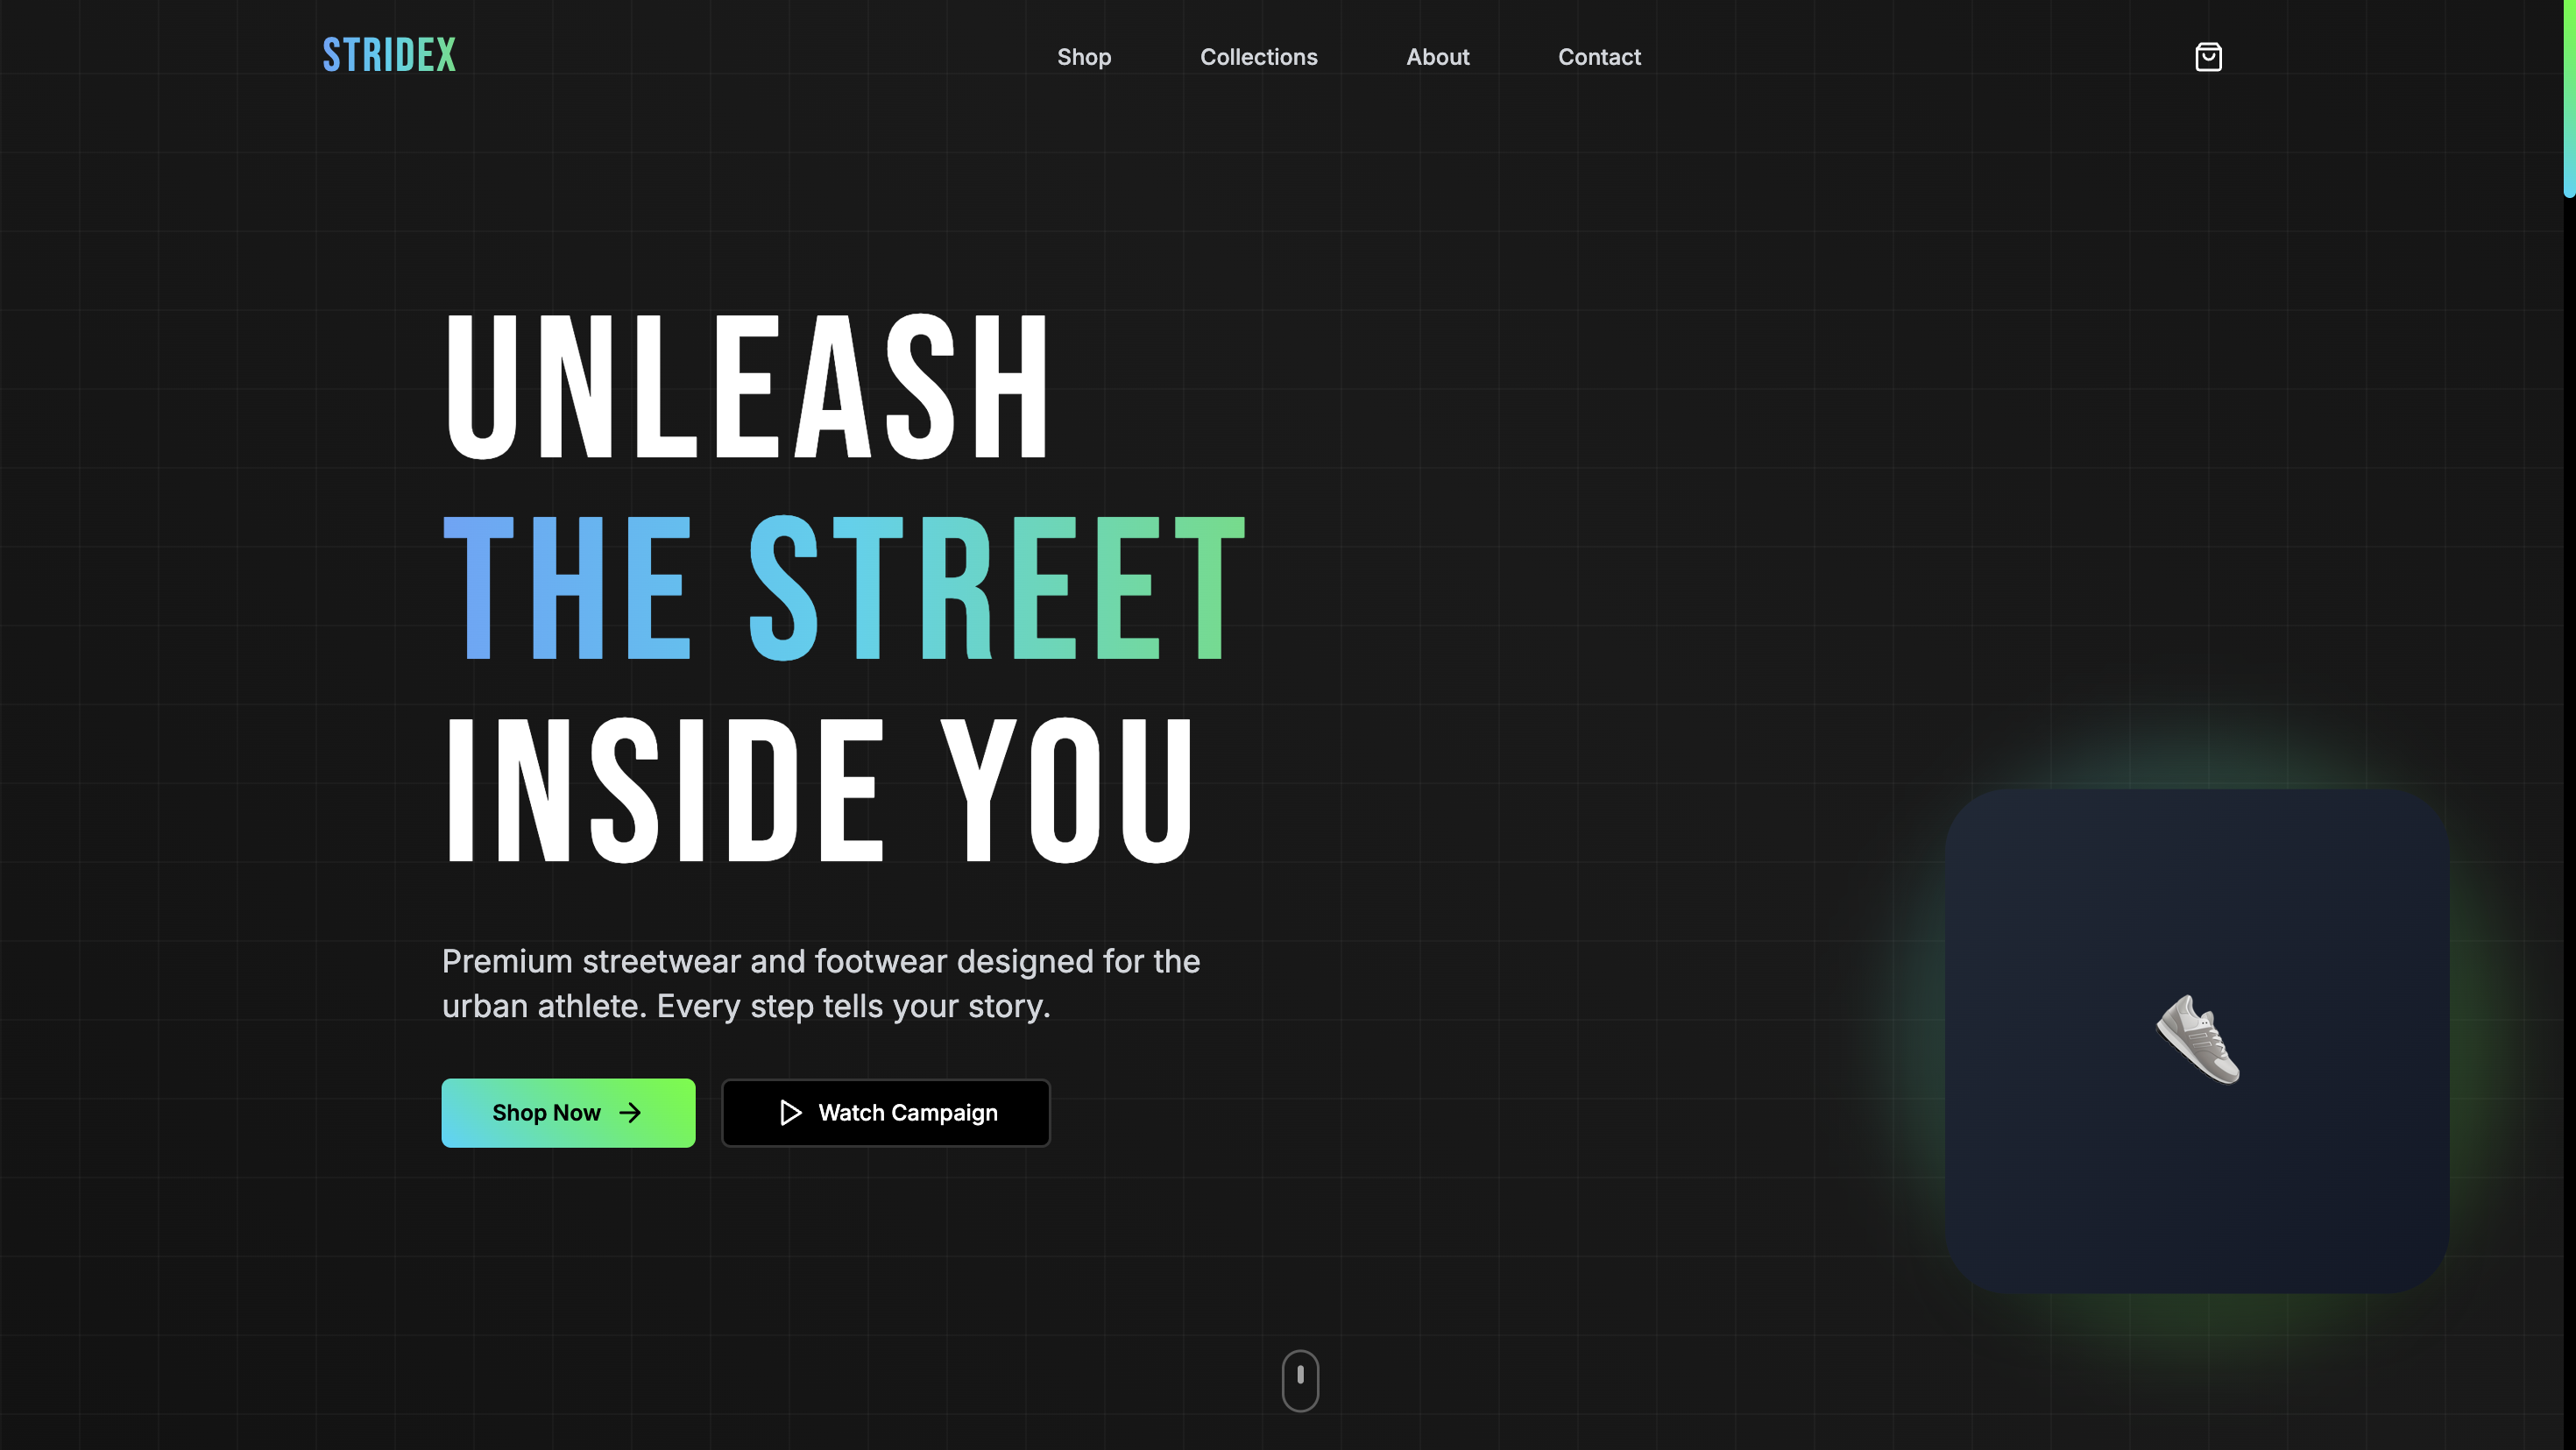 STRIDEX
Shop
Collections
About
Contact
UNLEASH
THE STREET
INSIDE YOU
Premium streetwear and footwear designed for the
urban athlete. Every step tells your story.
Shop Now
Watch Campaign